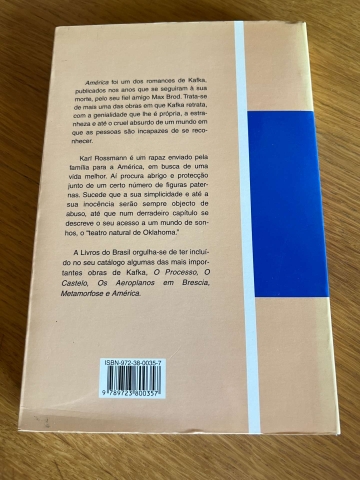 América foi um dos romances de Kafka,
publicados nos anos que se seguiram à sua
morte, pelo seu fiel amigo Max Brod. Trata-se
de mais uma das obras em que Kafka retrata,
com a genialidade que lhe é própria, a estra-
nheza e até o cruel absurdo de um mundo em
que as pessoas são incapazes de se reco-
nhecer.
Karl Rossmann é um rapaz enviado pela
família para a América, em busca de uma
vida melhor. Aí procura abrigo e protecção
junto de um certo número de figuras pater-
nas. Sucede que a sua simplicidade e até a
sua inocência serão sempre objecto de
abuso, até que num derradeiro capítulo se
descreve o seu acesso a um mundo de so-
nhos, o "teatro natural de Oklahoma."
A Livros do Brasil orgulha-se de ter incluí-
do no seu catálogo algumas das mais impor-
tantes obras de Kafka, O Processo, O
Castelo, Os Aeroplanos em Brescia,
Metamorfose e América.
ISBN-972-38-0035-7
9 789723 800357